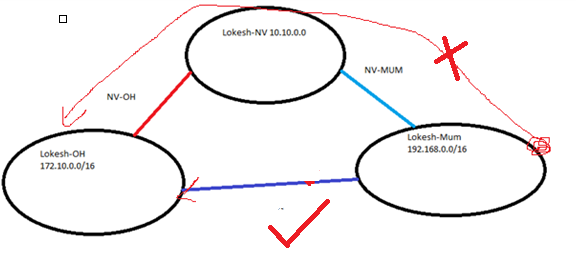 Lokesh-NV 10.10.0.0
NV-OH
NV-MUM
Lokesh-OH
172.10.0.0/16
Lokesh-Mum
192.168.0.0/16